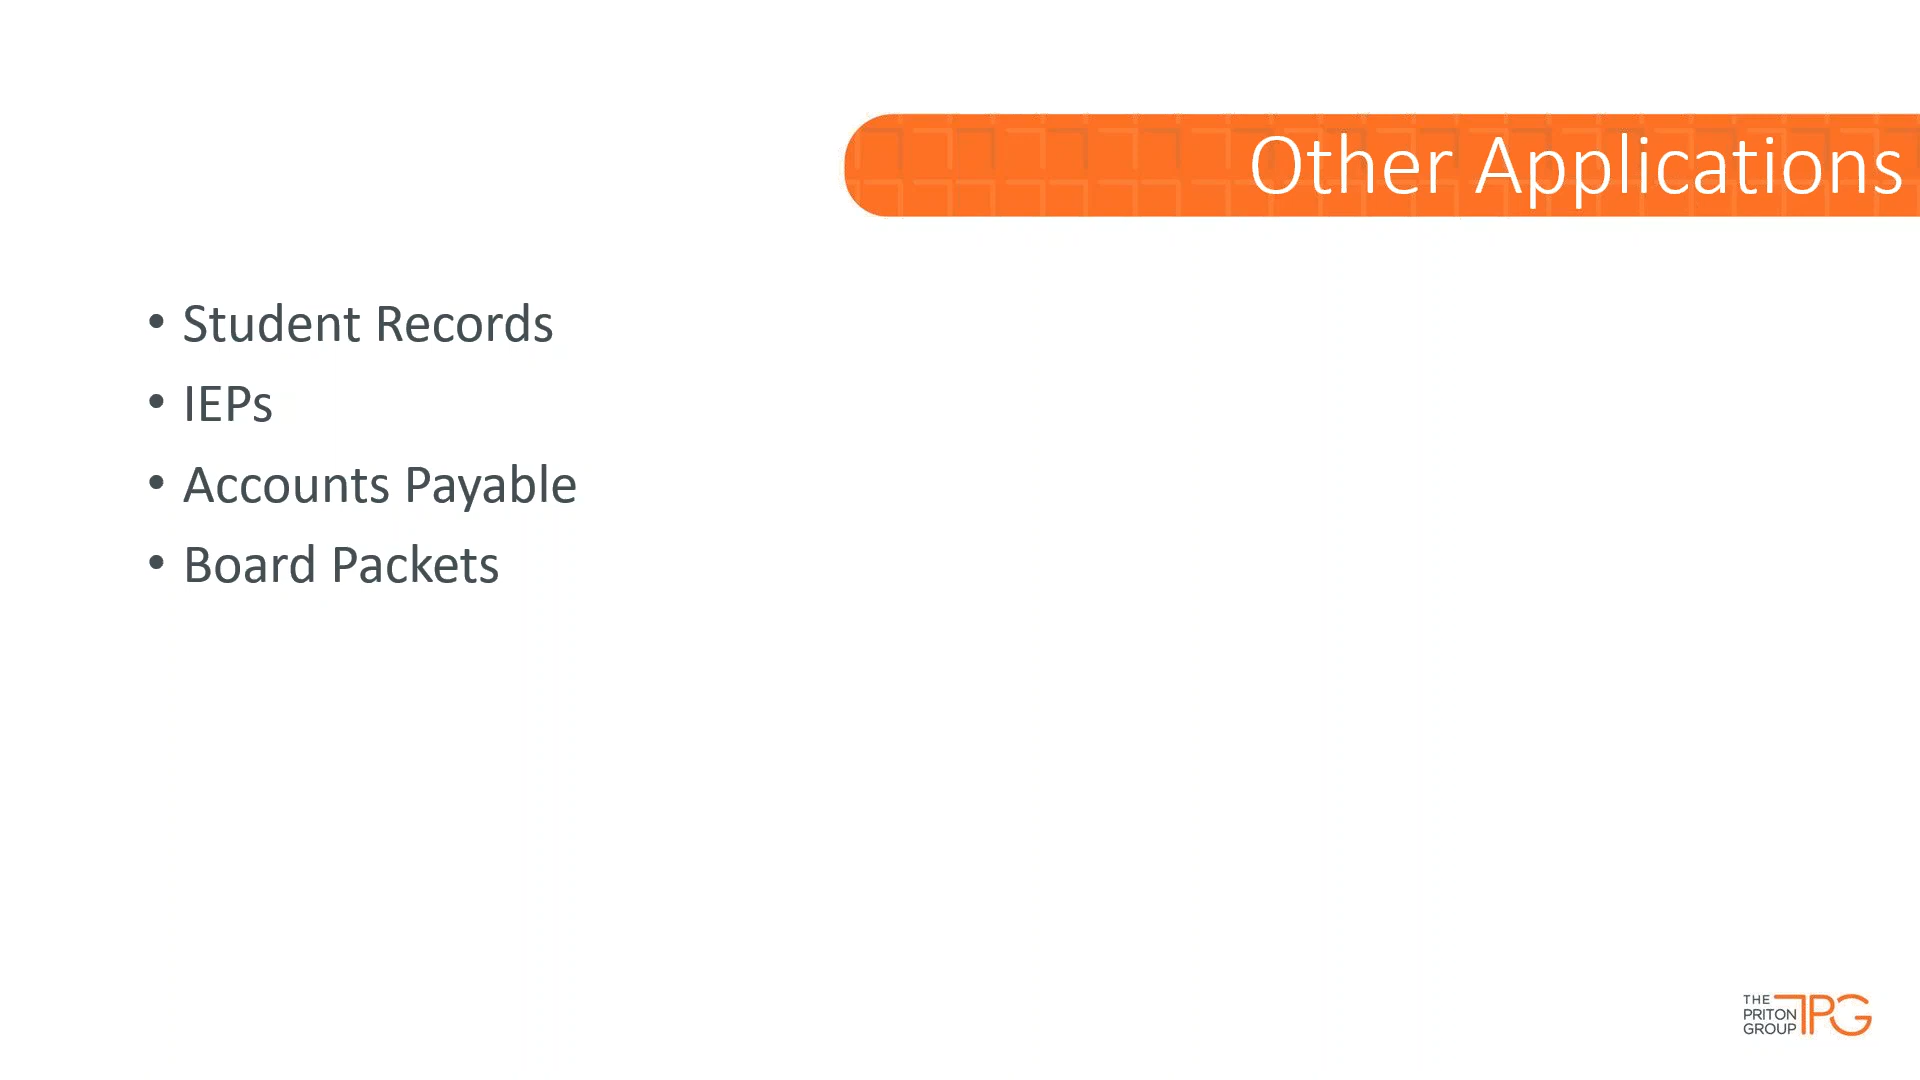 Other Applications
• Student Records
• IEPs
• Accounts Payable
• Board Packets
THE
PRITON
GROUP
TPG